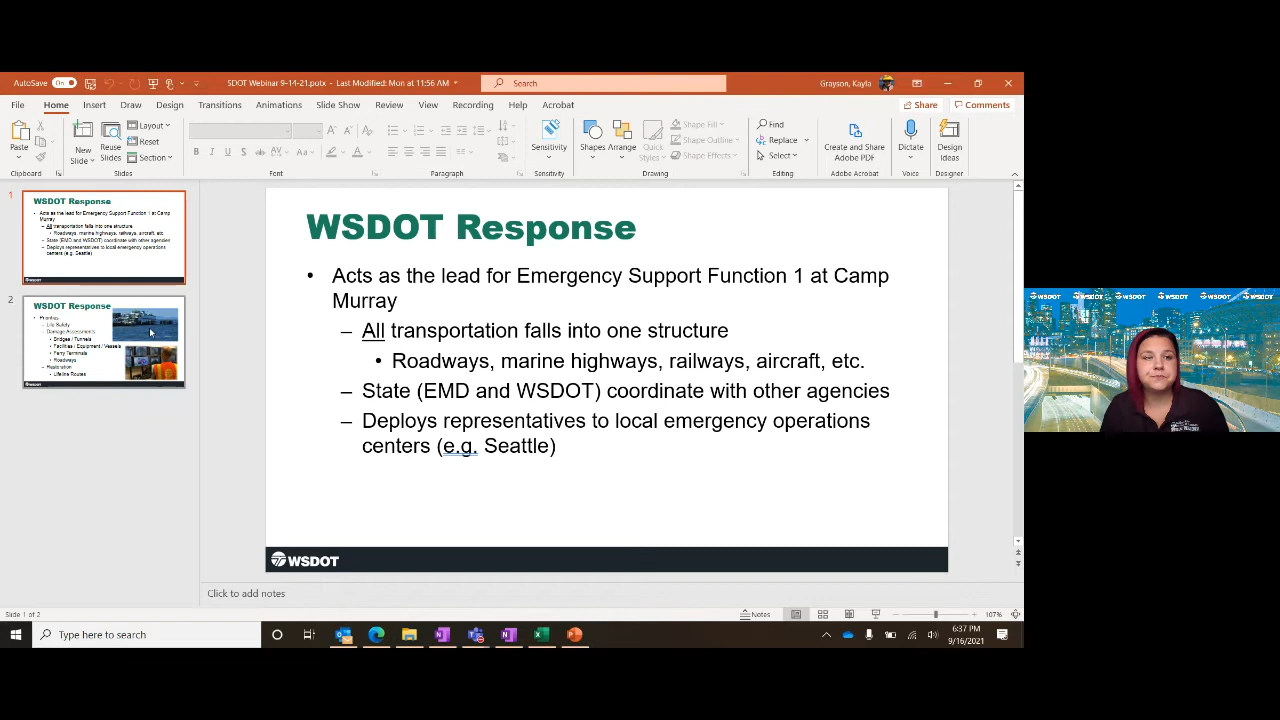 AutoSave On SDOT Webinar 9-14-21.potx - Last Modified: Mon at 11:56 AM Search Grayson, Kayla
File Home Insert Draw Design Transitions Animations Slide Show Review View Recording Help Acrobat Share Comments
Paste New Slide Reuse Slides Layout Reset Section Sensitivity Shapes Arrange Quick Styles Shape Fill Shape Outline Shape Effects Find Replace Select Create and Share Adobe PDF Dictate Design Ideas
Clipboard Slides Font Paragraph Sensitivity Drawing Editing Adobe Acrobat Voice Designer
1
WSDOT Response
Acts as the lead for Emergency Support Function 1 at Camp
Murray
All transportation falls into one structure
Roadways, marine highways, railways, aircraft, etc.
State (EMD and WSDOT) coordinate with other agencies
Deploys representatives to local emergency operations
centers (e.g. Seattle)
WSDOT
2
WSDOT Response
Priorities
Life Safety
Damage Assessments
Bridges / Tunnels
Facilities / Equipment / Vessels
Ferry Terminals
Roadways
Restoration
Lifeline Routes
WSDOT
WSDOT Response
• Acts as the lead for Emergency Support Function 1 at Camp
Murray
– All transportation falls into one structure
• Roadways, marine highways, railways, aircraft, etc.
– State (EMD and WSDOT) coordinate with other agencies
– Deploys representatives to local emergency operations
centers (e.g. Seattle)
WSDOT
WSDOT WSDOT WSDOT WSDOT WSDOT WSDOT
Click to add notes
Slide 1 of 2 Notes 107%
Type here to search
6:37 PM
9/16/2021